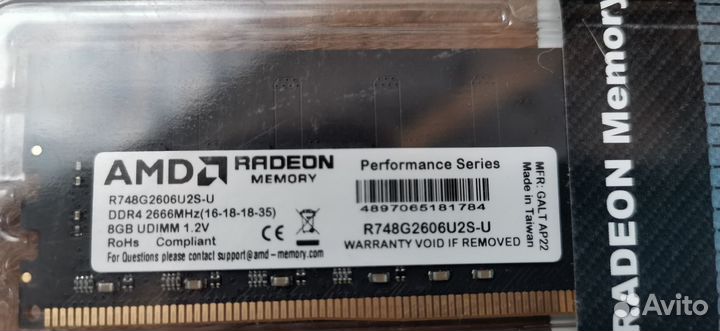 AMD RADEON MEMORY
R748G2606U2S-U
DDR4 2666MHz(16-18-18-35)
8GB UDIMM 1.2V
RoHs Compliant
For Questions please contact:support@amd-memory.com
Performance Series
4897065181784
R748G2606U2S-U
WARRANTY VOID IF REMOVED
MFR: GALT AP22
Made in Taiwan
RADEON Memory
Avito